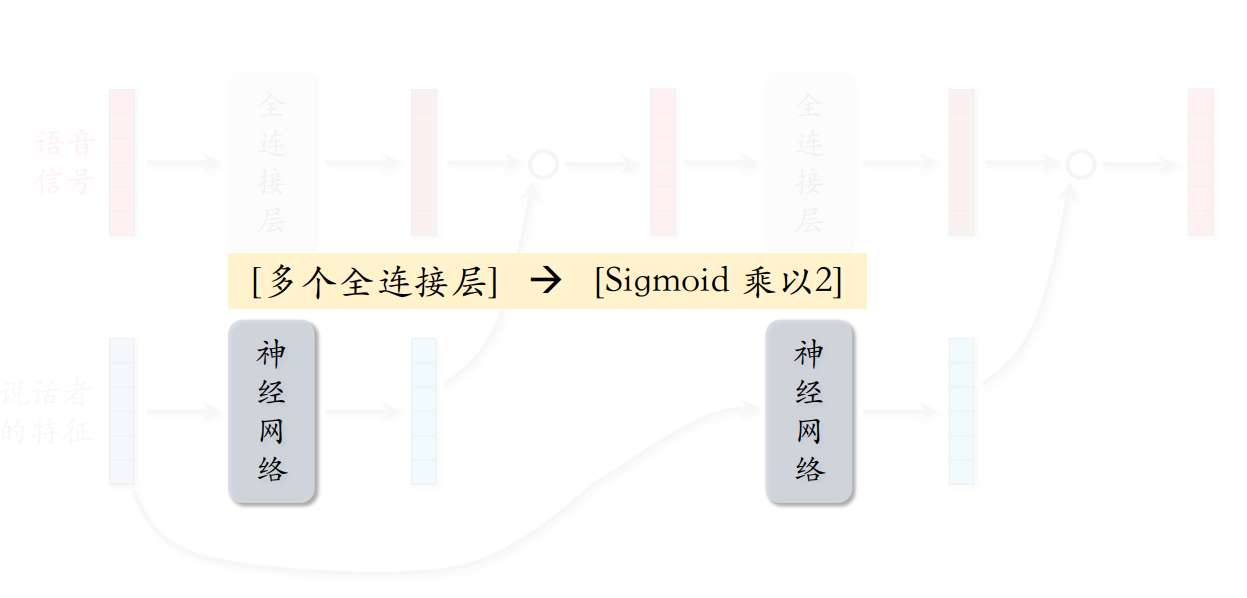 语音
信号
全
连
接
层
全
连
接
层
[多个全连接层] → [Sigmoid 乘以2]
说话者
的特征
神
经
网
络
神
经
网
络